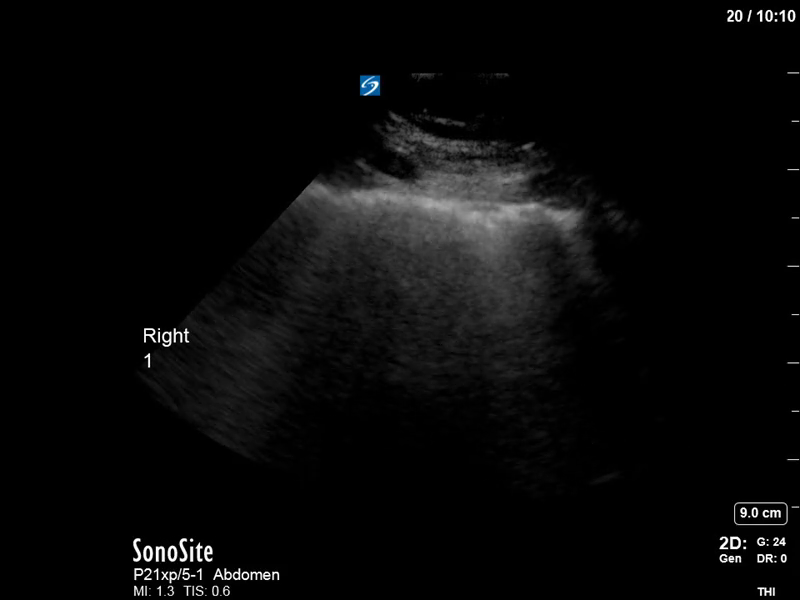 20 / 10:10
Right
1
9.0 cm
SonoSite
P21xp/5-1 Abdomen
MI: 1.3 TIS: 0.6
2D: G: 24
Gen DR: 0
THI